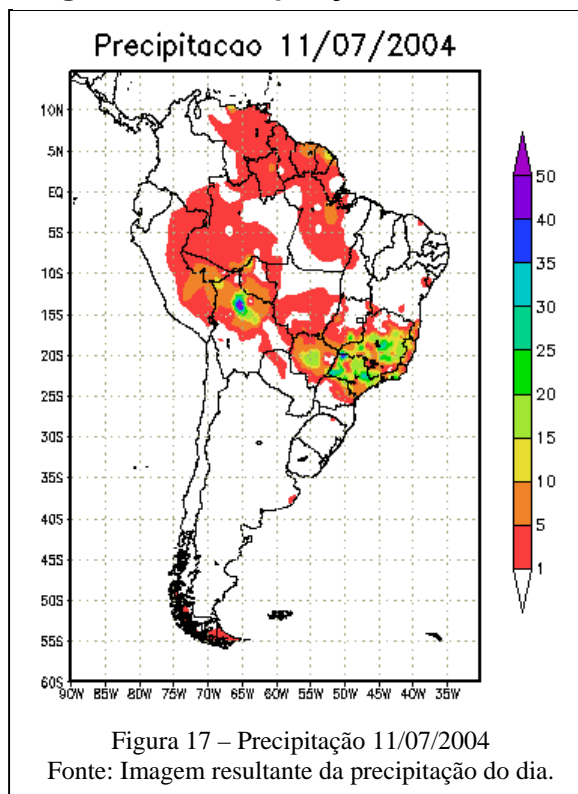 Precipitacao 11/07/2004
10N
5N
EQ
5S
10S
15S
20S
25S
30S
35S
40S
45S
50S
55S
60S
90W 85W 80W 75W 70W 65W 60W 55W 50W 45W 40W 35W
50
40
35
30
25
20
15
10
5
1
Figura 17 – Precipitação 11/07/2004
Fonte: Imagem resultante da precipitação do dia.